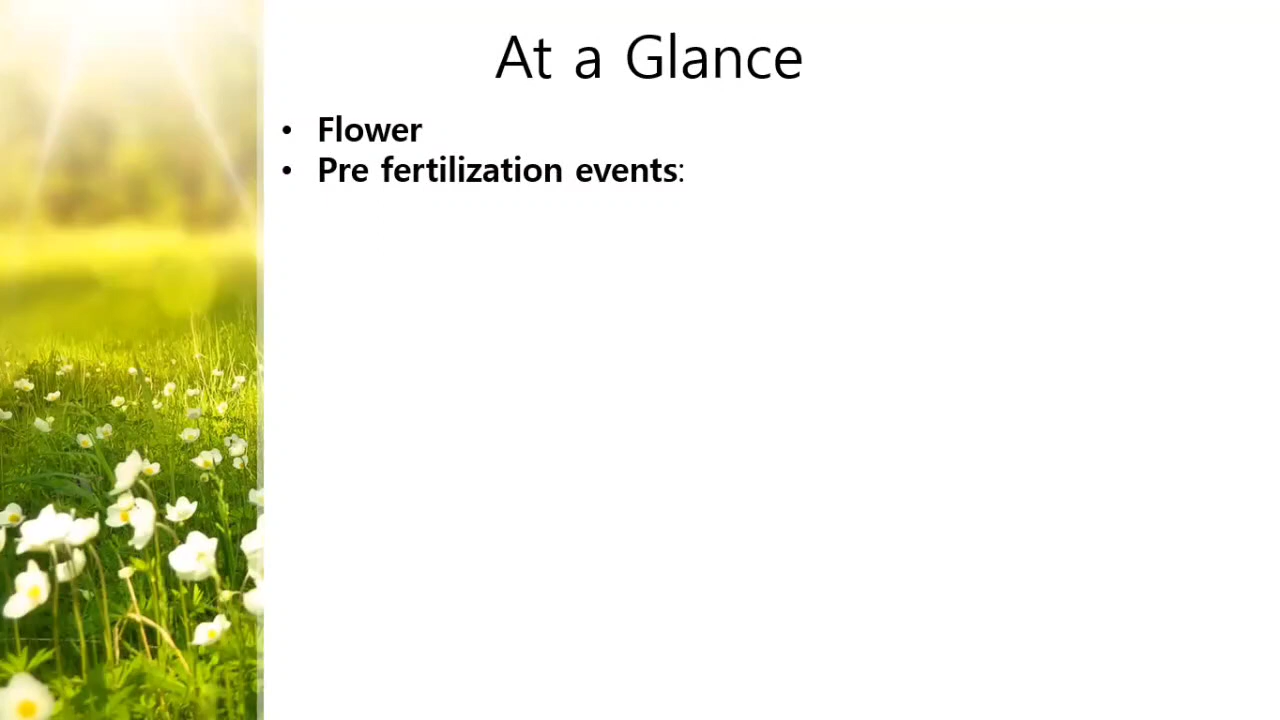 At a Glance
• Flower
• Pre fertilization events: